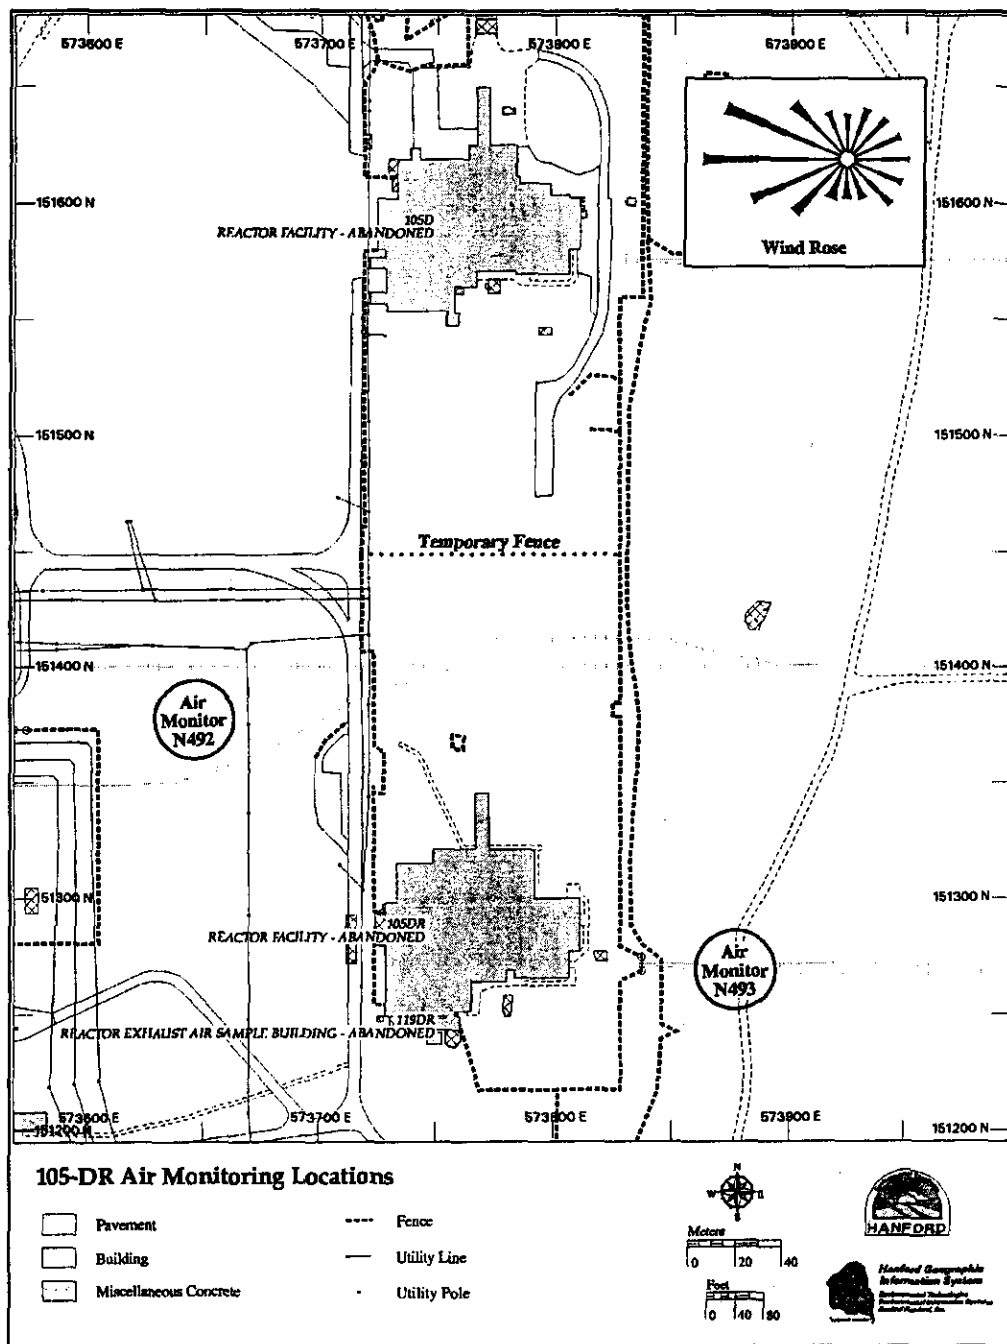 573600 E
573700 E
573800 E
573900 E
151600 N
151600 N
105D
REACTOR FACILITY - ABANDONED
Wind Rose
151500 N
151500 N
Temporary Fence
151400 N
151400 N
Air
Monitor
N492
151300 N
151300 N
105DR
REACTOR FACILITY - ABANDONED
Air
Monitor
N493
119DR
REACTOR EXHAUST AIR SAMPLE BUILDING - ABANDONED
573600 E
573700 E
573800 E
573900 E
151200 N
151200 N
105-DR Air Monitoring Locations
Pavement
Building
Miscellaneous Concrete
Fence
Utility Line
Utility Pole
N
W
E
S
Meters
0 20 40
Feet
0 40 80
HANFORD
Hanford Geographic
Information System